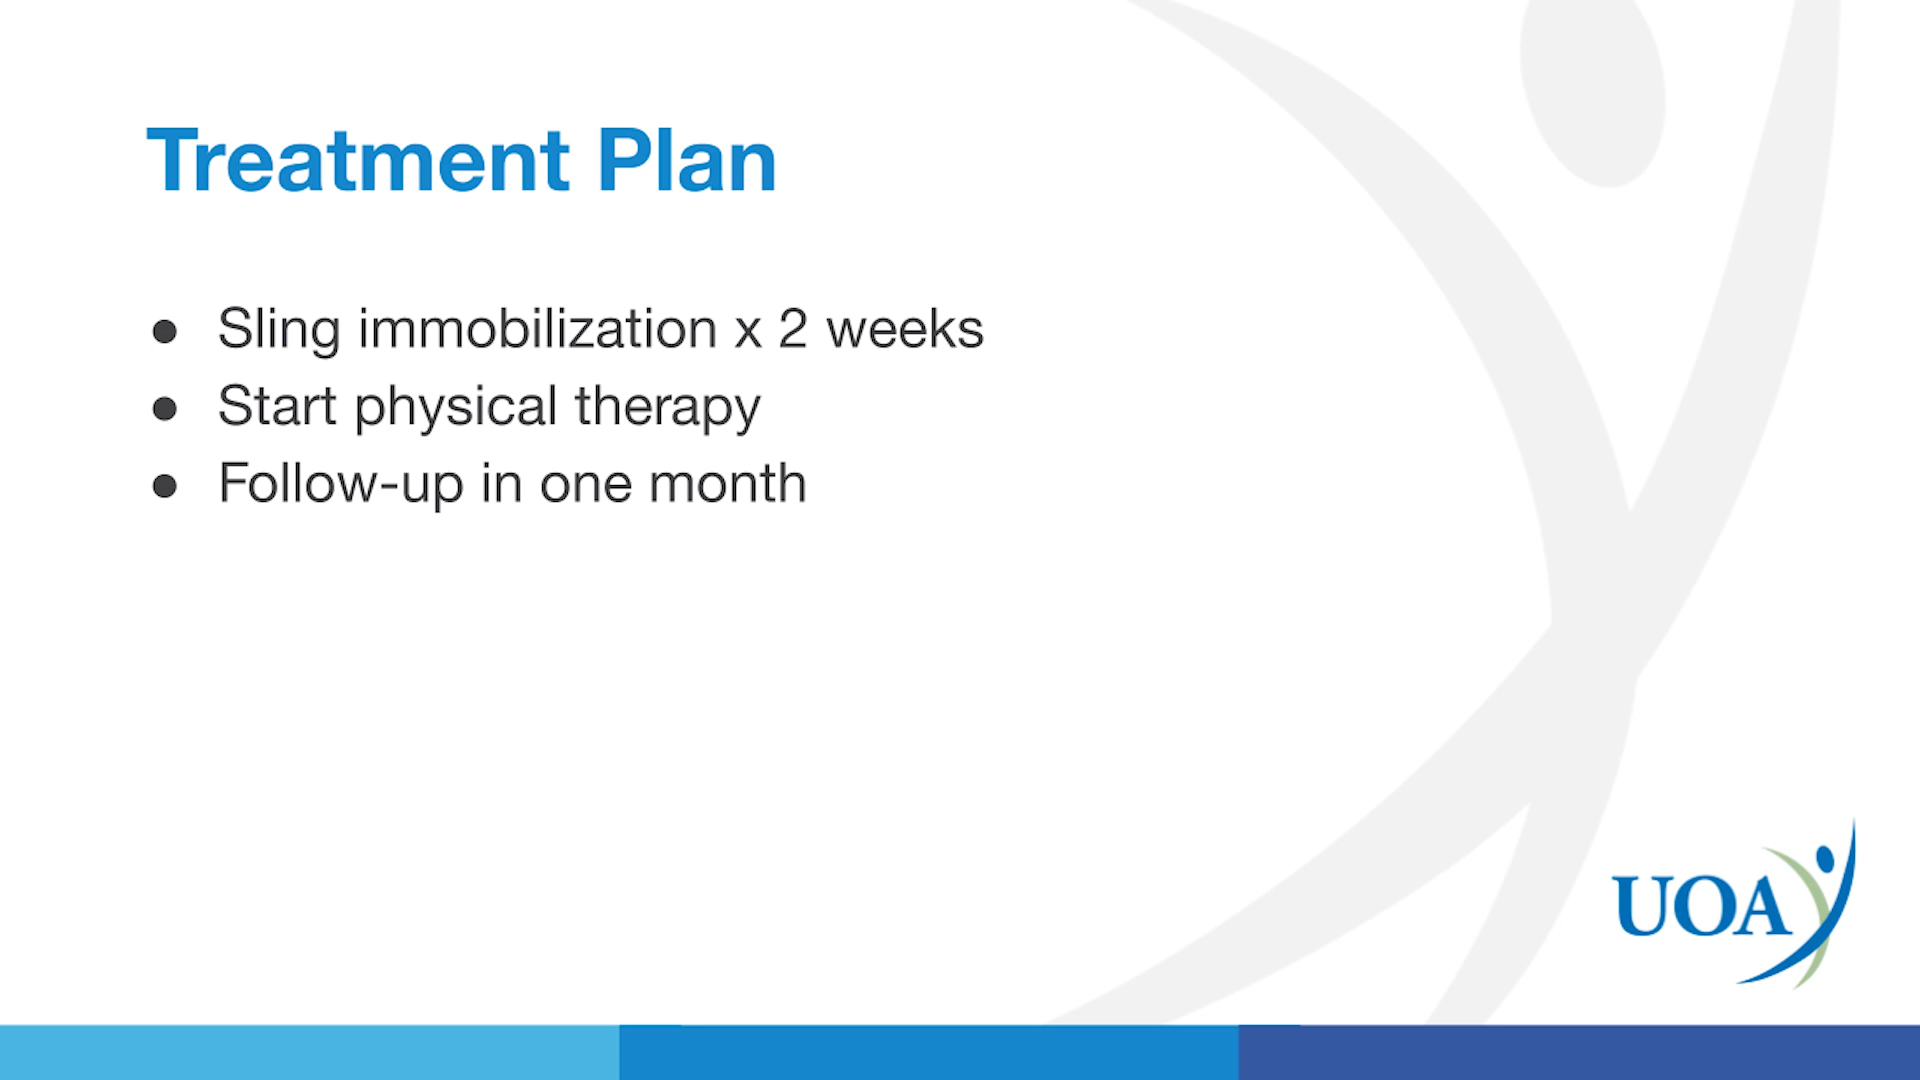 Treatment Plan
● Sling immobilization x 2 weeks
● Start physical therapy
● Follow-up in one month
UOA